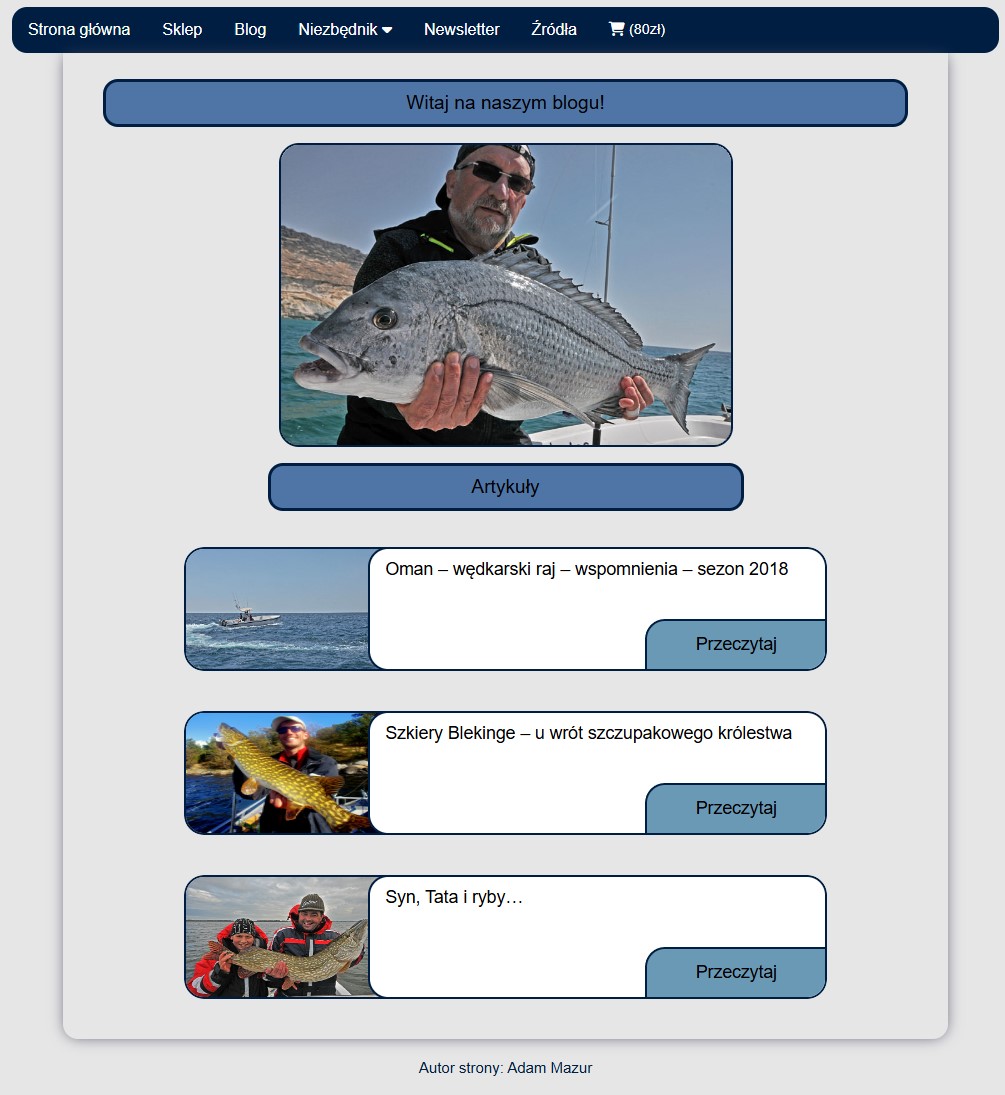 Strona główna Sklep Blog Niezbędnik Newsletter Źródła (80zł)
Witaj na naszym blogu!
Artykuły
Oman – wędkarski raj – wspomnienia – sezon 2018
Przeczytaj
Szkiery Blekinge – u wrót szczupakowego królestwa
Przeczytaj
Syn, Tata i ryby…
Przeczytaj
Autor strony: Adam Mazur